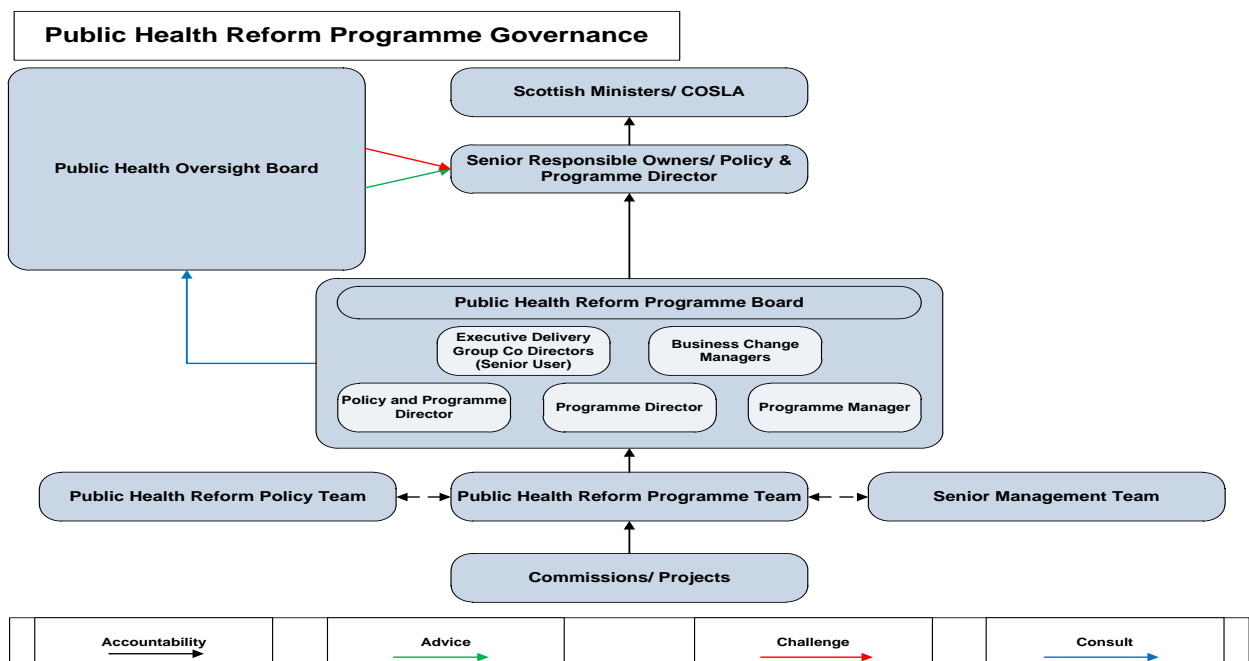 Public Health Reform Programme Governance
Scottish Ministers/ COSLA
Public Health Oversight Board
Senior Responsible Owners/ Policy &
Programme Director
Public Health Reform Programme Board
Executive Delivery
Group Co Directors
(Senior User)
Business Change
Managers
Policy and Programme
Director
Programme Director
Programme Manager
Public Health Reform Policy Team
Public Health Reform Programme Team
Senior Management Team
Commissions/ Projects
Accountability
Advice
Challenge
Consult